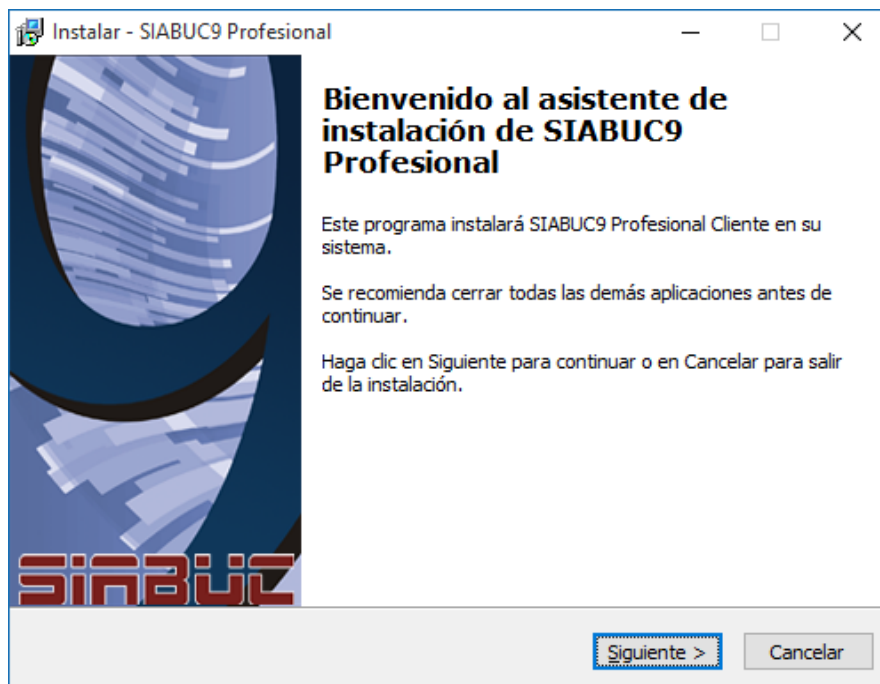 Instalar - SIABUC9 Profesional
Bienvenido al asistente de
instalación de SIABUC9
Profesional
Este programa instalará SIABUC9 Profesional Cliente en su
sistema.
Se recomienda cerrar todas las demás aplicaciones antes de
continuar.
Haga clic en Siguiente para continuar o en Cancelar para salir
de la instalación.
SIABUC
Siguiente >
Cancelar